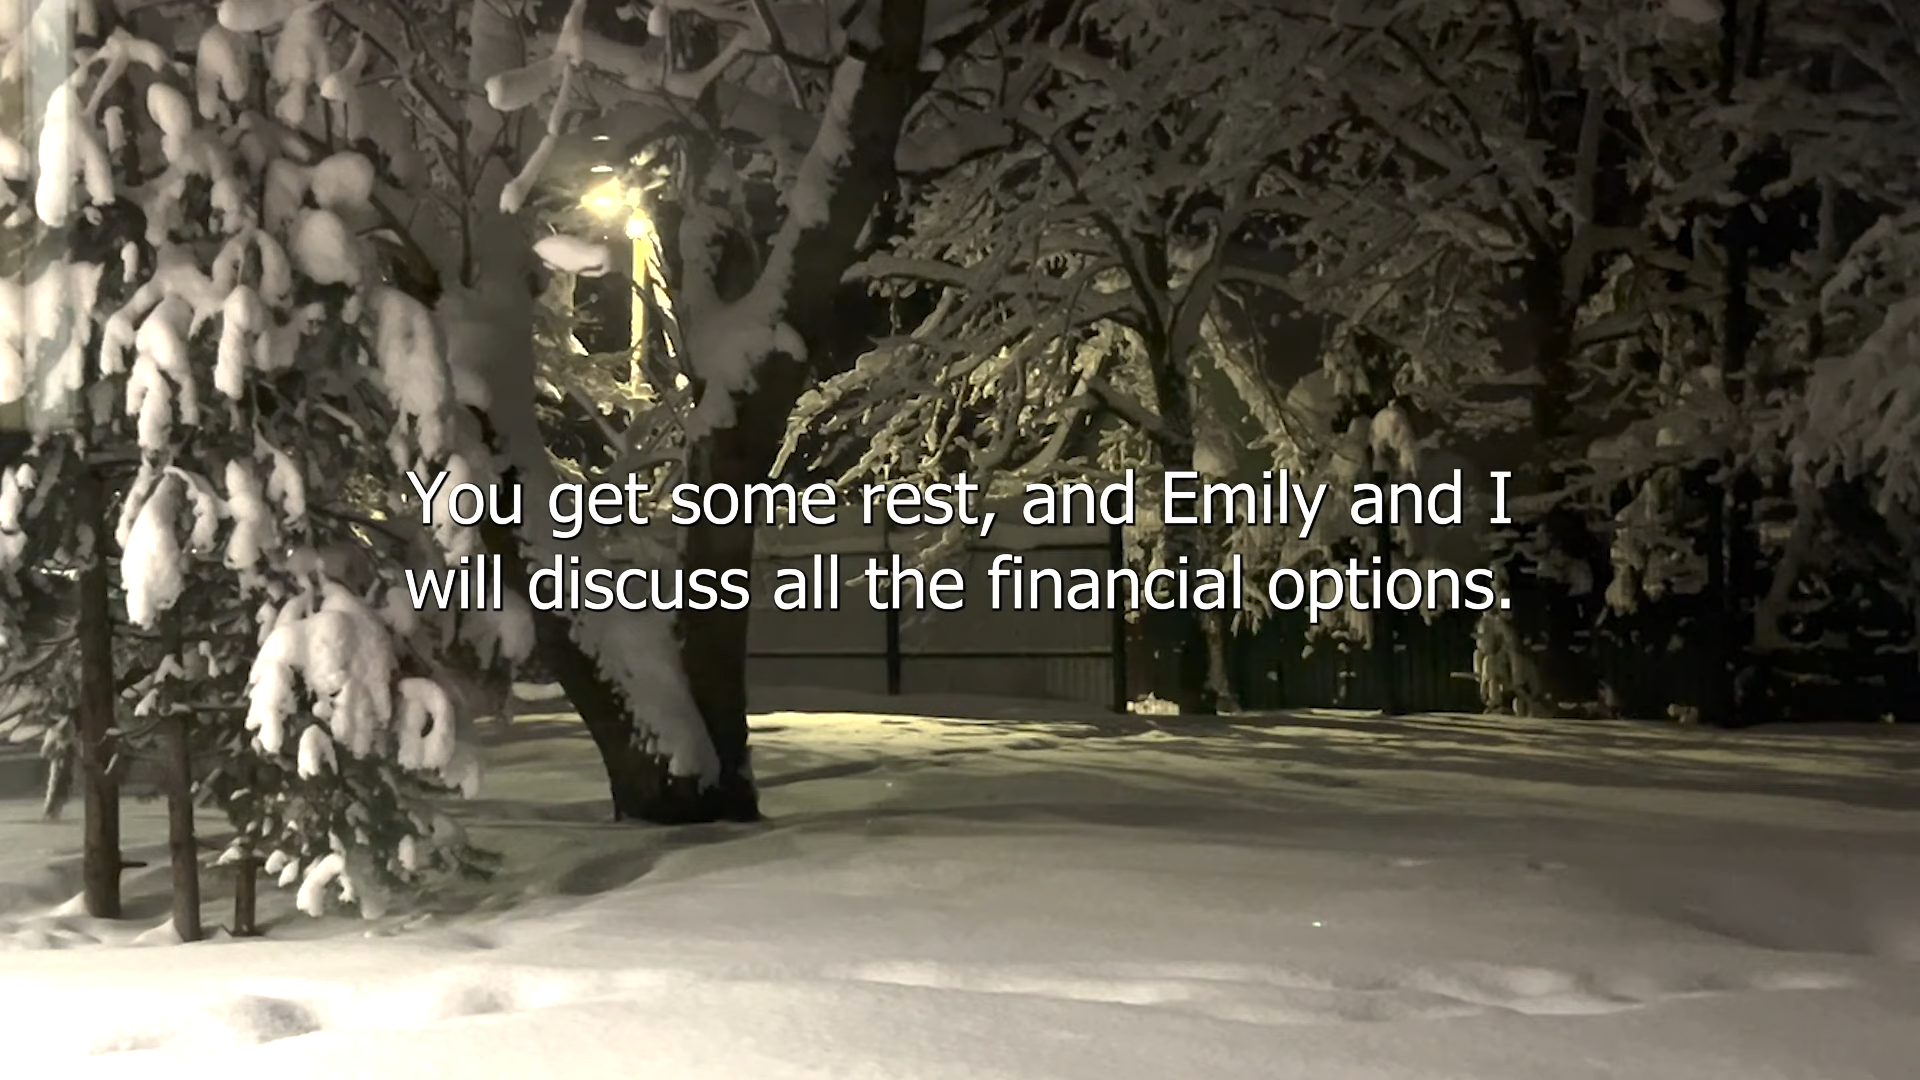 You get some rest, and Emily and I
will discuss all the financial options.